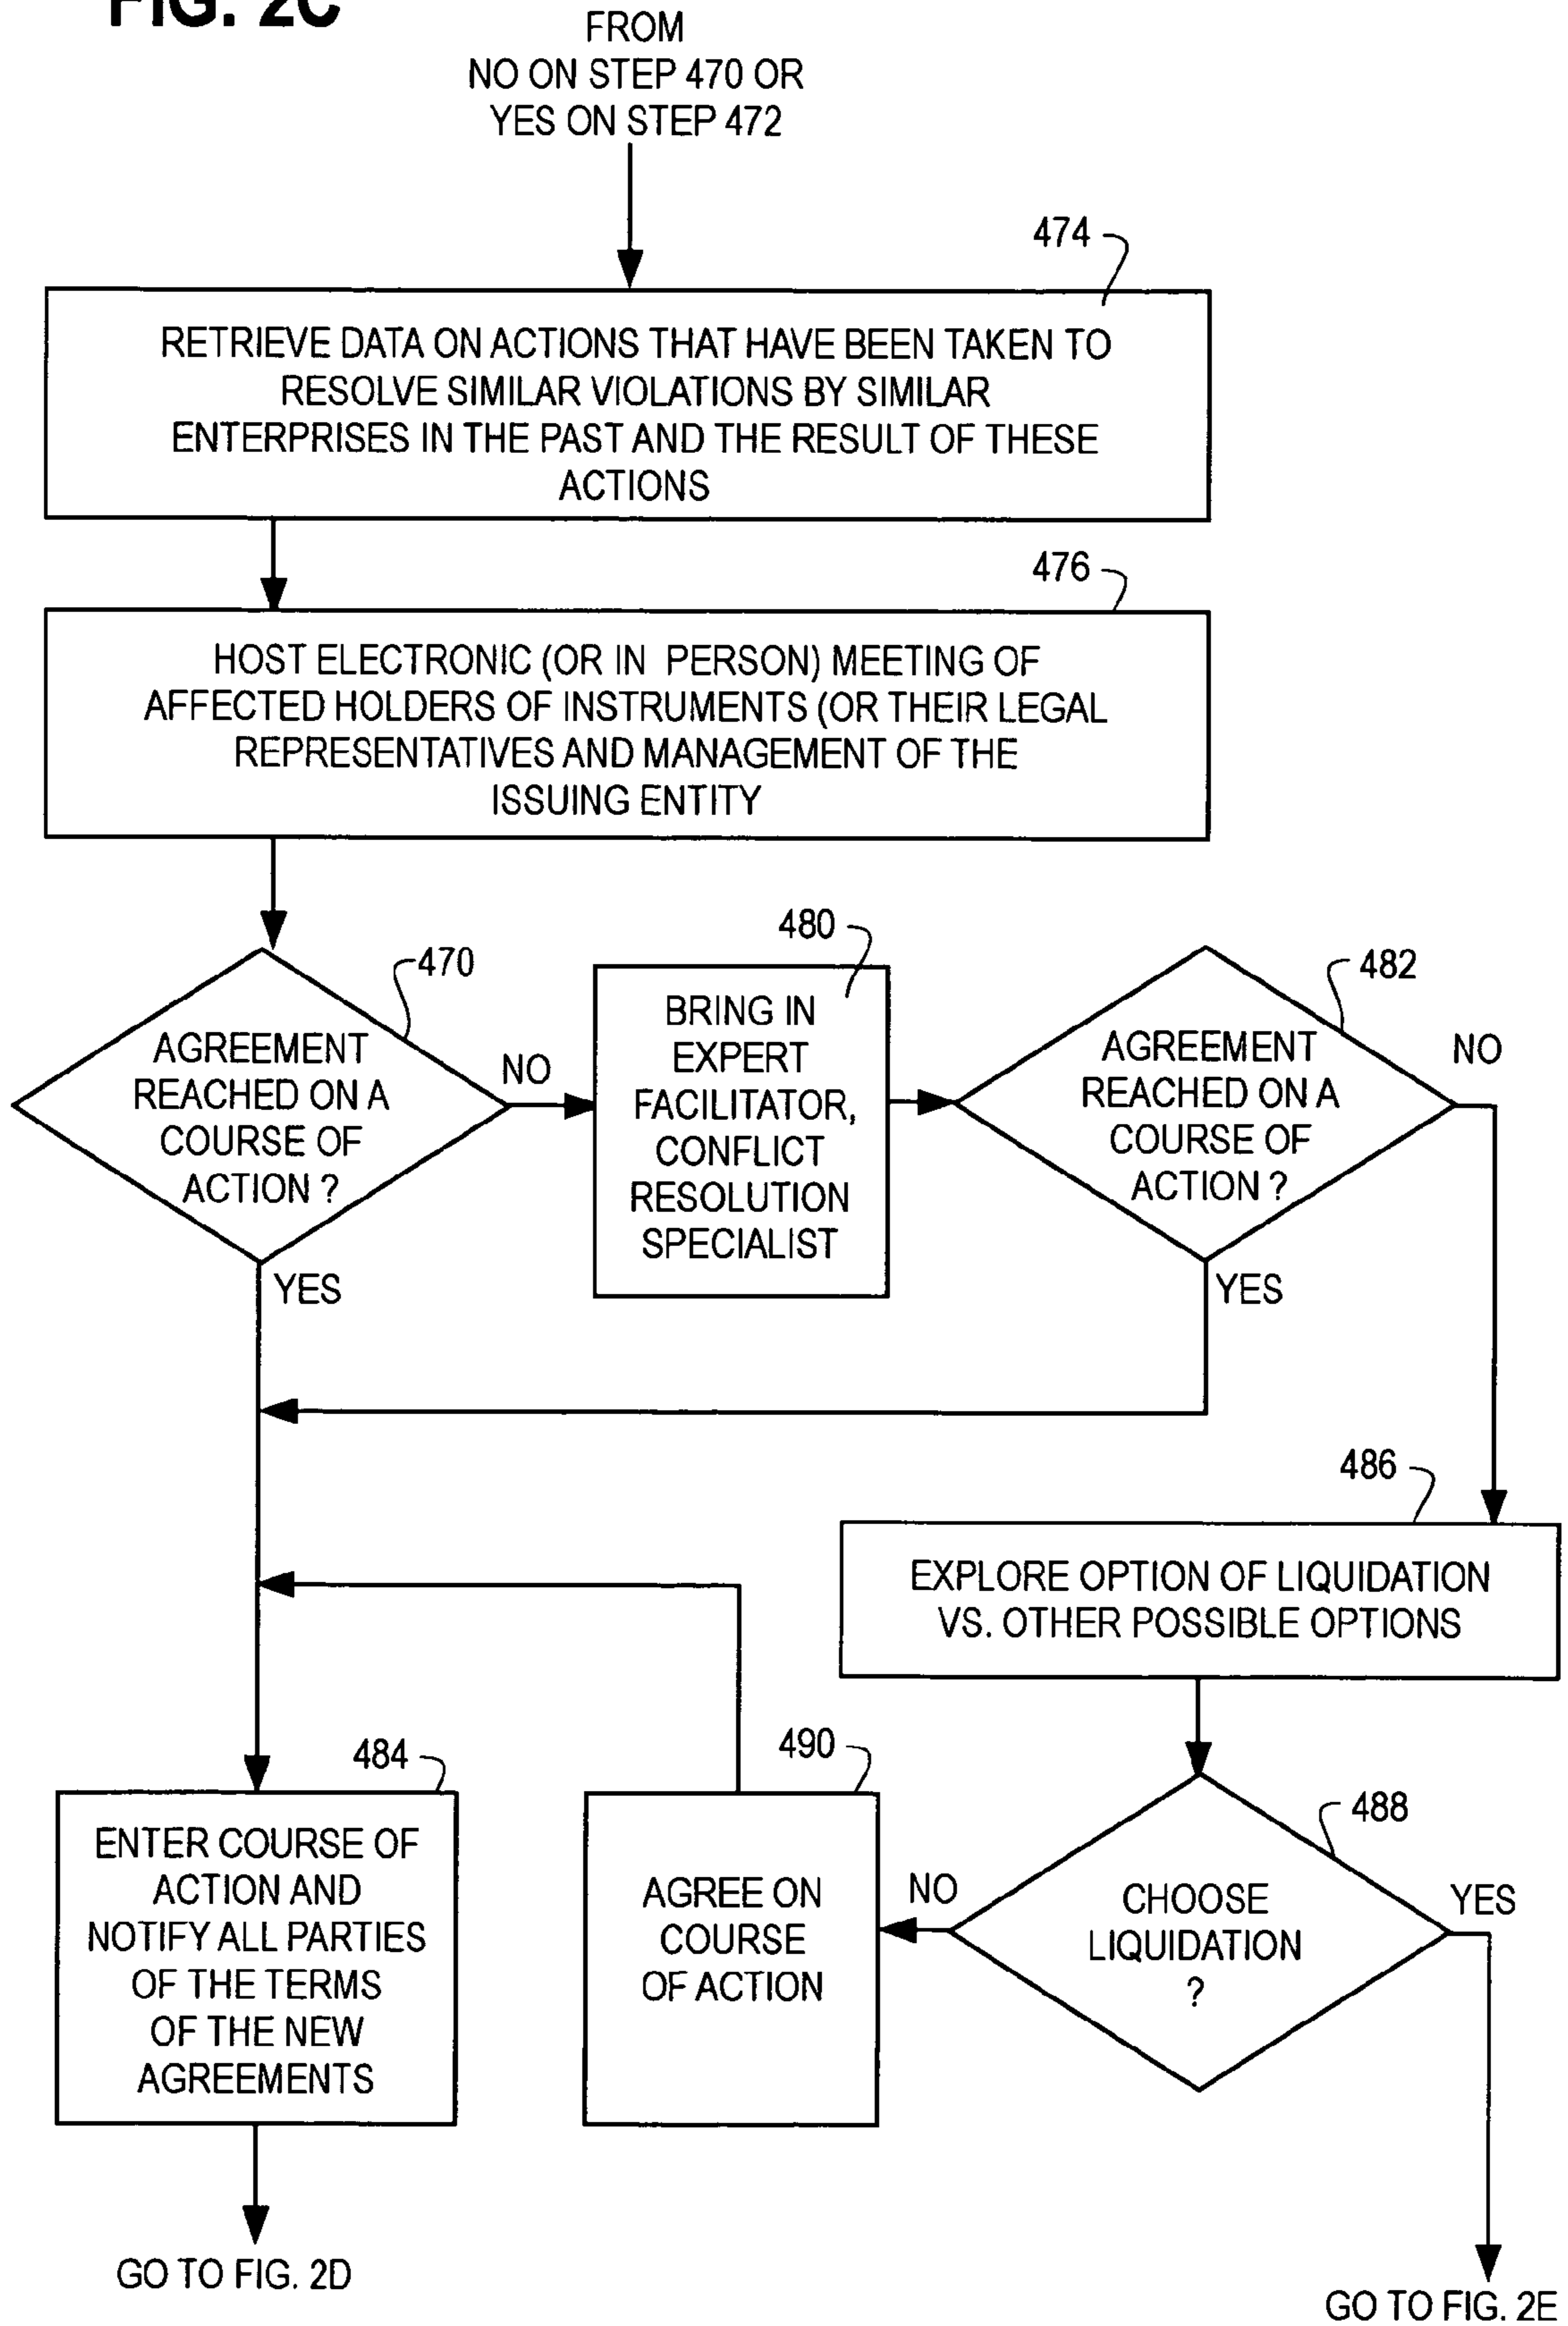 FIG. 2C
FROM
NO ON STEP 470 OR
YES ON STEP 472
474
RETRIEVE DATA ON ACTIONS THAT HAVE BEEN TAKEN TO
RESOLVE SIMILAR VIOLATIONS BY SIMILAR
ENTERPRISES IN THE PAST AND THE RESULT OF THESE
ACTIONS
476
HOST ELECTRONIC (OR IN PERSON) MEETING OF
AFFECTED HOLDERS OF INSTRUMENTS (OR THEIR LEGAL
REPRESENTATIVES AND MANAGEMENT OF THE
ISSUING ENTITY
470
AGREEMENT
REACHED ON A
COURSE OF
ACTION ?
NO
YES
480
BRING IN
EXPERT
FACILITATOR,
CONFLICT
RESOLUTION
SPECIALIST
482
AGREEMENT
REACHED ON A
COURSE OF
ACTION ?
NO
YES
486
EXPLORE OPTION OF LIQUIDATION
VS. OTHER POSSIBLE OPTIONS
484
ENTER COURSE OF
ACTION AND
NOTIFY ALL PARTIES
OF THE TERMS
OF THE NEW
AGREEMENTS
490
AGREE ON
COURSE
OF ACTION
NO
488
CHOOSE
LIQUIDATION
?
YES
GO TO FIG. 2D
GO TO FIG. 2E